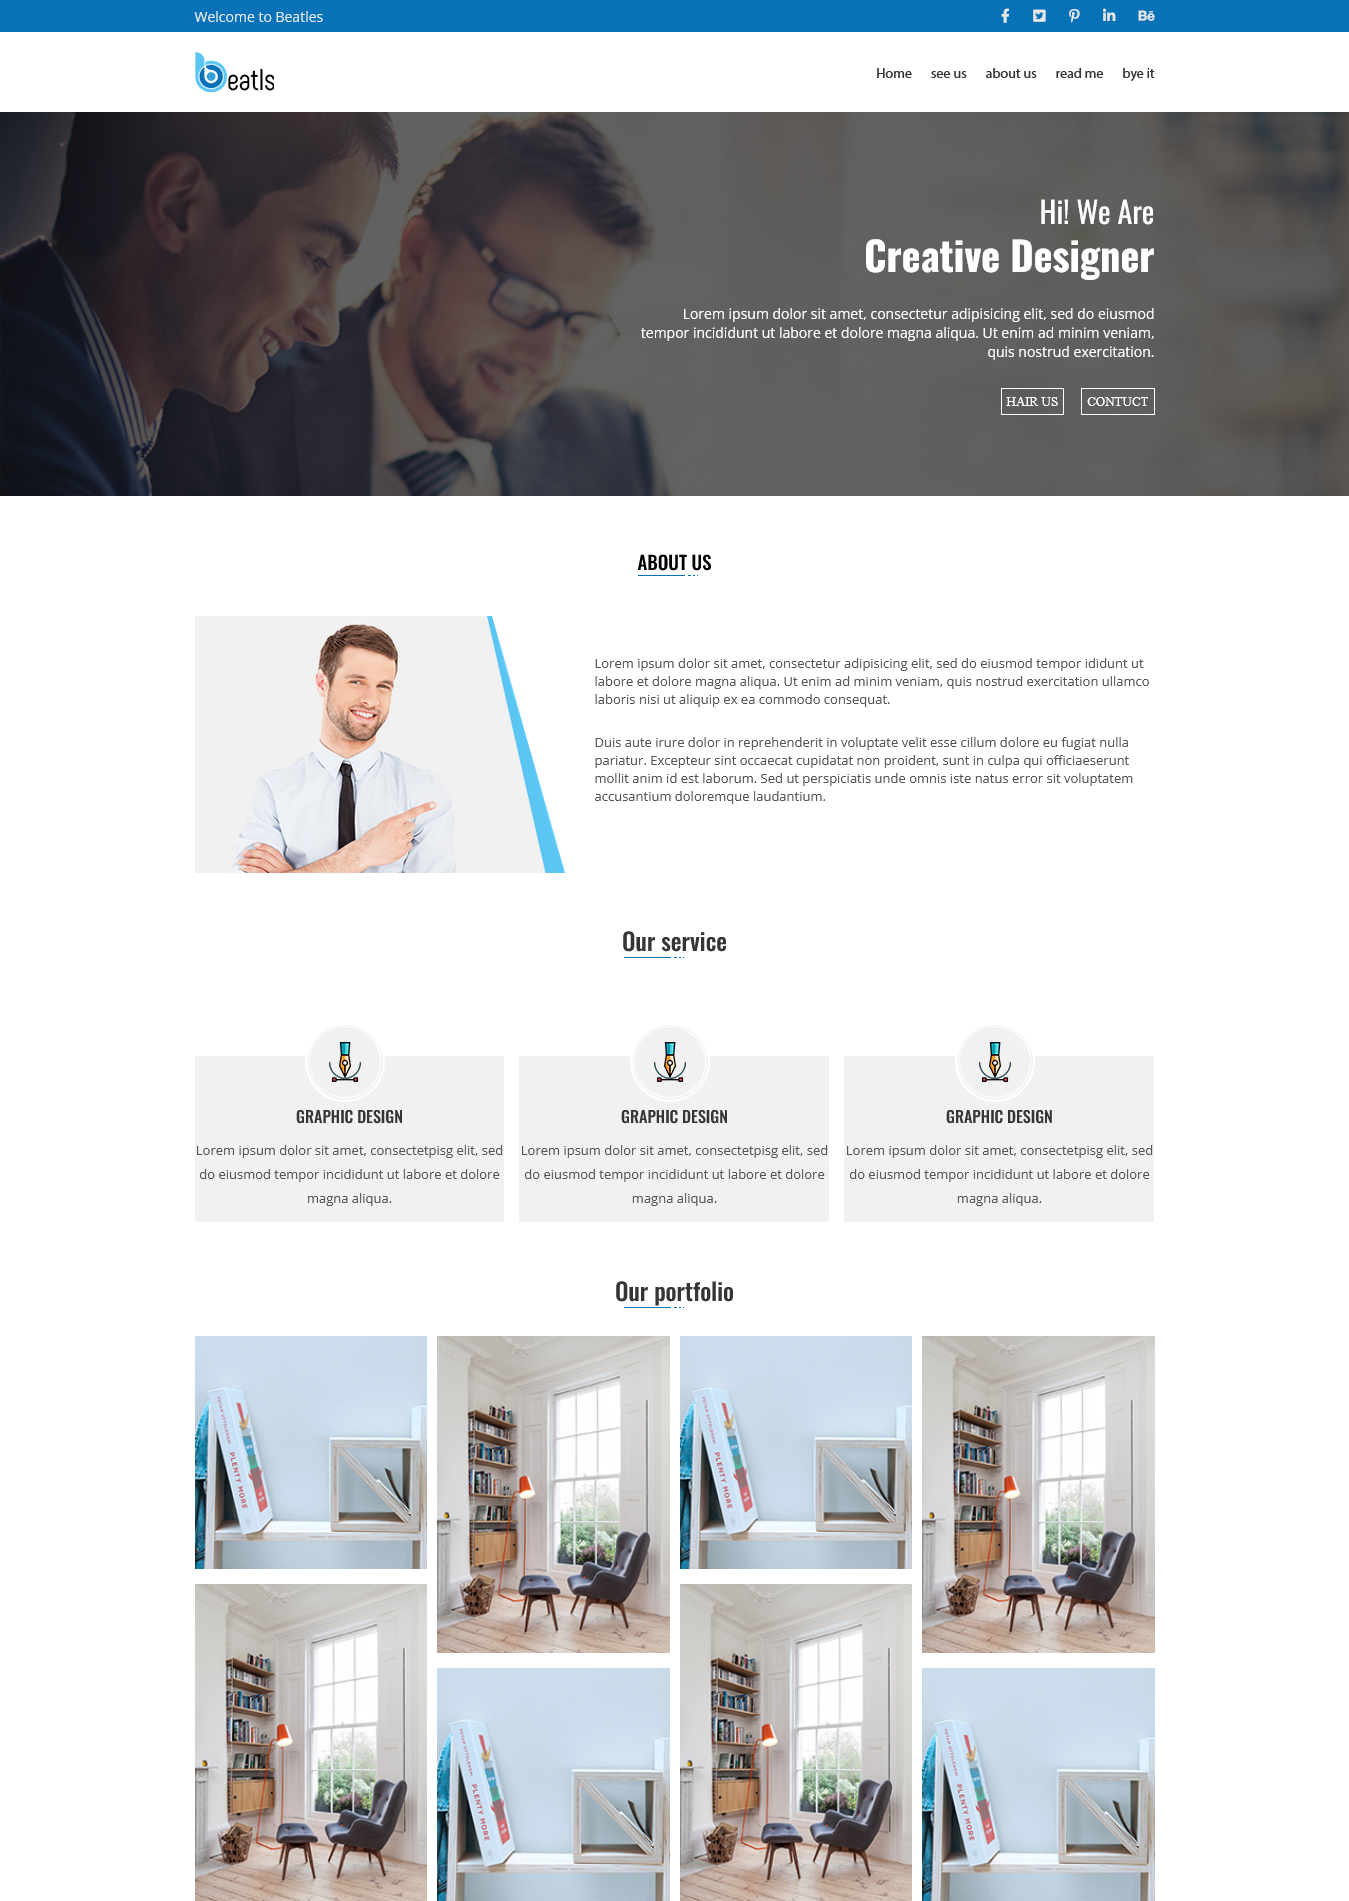 Welcome to Beatles
beatls
Home see us about us read me bye it
Hi! We Are
Creative Designer
Lorem ipsum dolor sit amet, consectetur adipisicing elit, sed do eiusmod
tempor incididunt ut labore et dolore magna aliqua. Ut enim ad minim veniam,
quis nostrud exercitation.
HAIR US CONTUCT
ABOUT US
Lorem ipsum dolor sit amet, consectetur adipisicing elit, sed do eiusmod tempor ididunt ut
labore et dolore magna aliqua. Ut enim ad minim veniam, quis nostrud exercitation ullamco
laboris nisi ut aliquip ex ea commodo consequat.
Duis aute irure dolor in reprehenderit in voluptate velit esse cillum dolore eu fugiat nulla
pariatur. Excepteur sint occaecat cupidatat non proident, sunt in culpa qui officiaeserunt
mollit anim id est laborum. Sed ut perspiciatis unde omnis iste natus error sit voluptatem
accusantium doloremque laudantium.
Our service
GRAPHIC DESIGN
Lorem ipsum dolor sit amet, consectetpisg elit, sed
do eiusmod tempor incididunt ut labore et dolore
magna aliqua.
GRAPHIC DESIGN
Lorem ipsum dolor sit amet, consectetpisg elit, sed
do eiusmod tempor incididunt ut labore et dolore
magna aliqua.
GRAPHIC DESIGN
Lorem ipsum dolor sit amet, consectetpisg elit, sed
do eiusmod tempor incididunt ut labore et dolore
magna aliqua.
Our portfolio
PLENTY MORE
PLENTY MORE
PLENTY MORE
PLENTY MORE